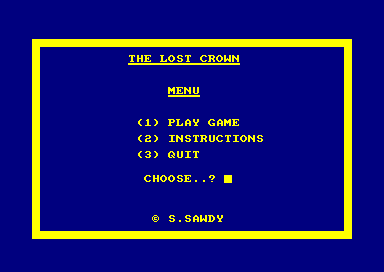 THE LOST CROWN
MENU
(1) PLAY GAME
(2) INSTRUCTIONS
(3) QUIT
CHOOSE..?
© S.SAWDY